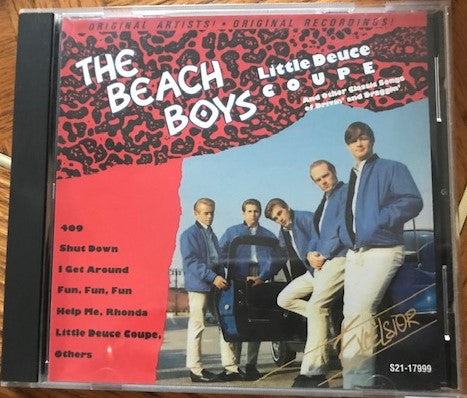 ORIGINAL ARTISTS! • ORIGINAL RECORDINGS!
THE
BEACH
BOYS
Little Deuce
COUPE
And Other Classic Songs
of Drivin' and Draggin'
409
Shut Down
I Get Around
Fun, Fun, Fun
Help Me, Rhonda
Little Deuce Coupe,
Others
EXCELSIOR
S21-17999